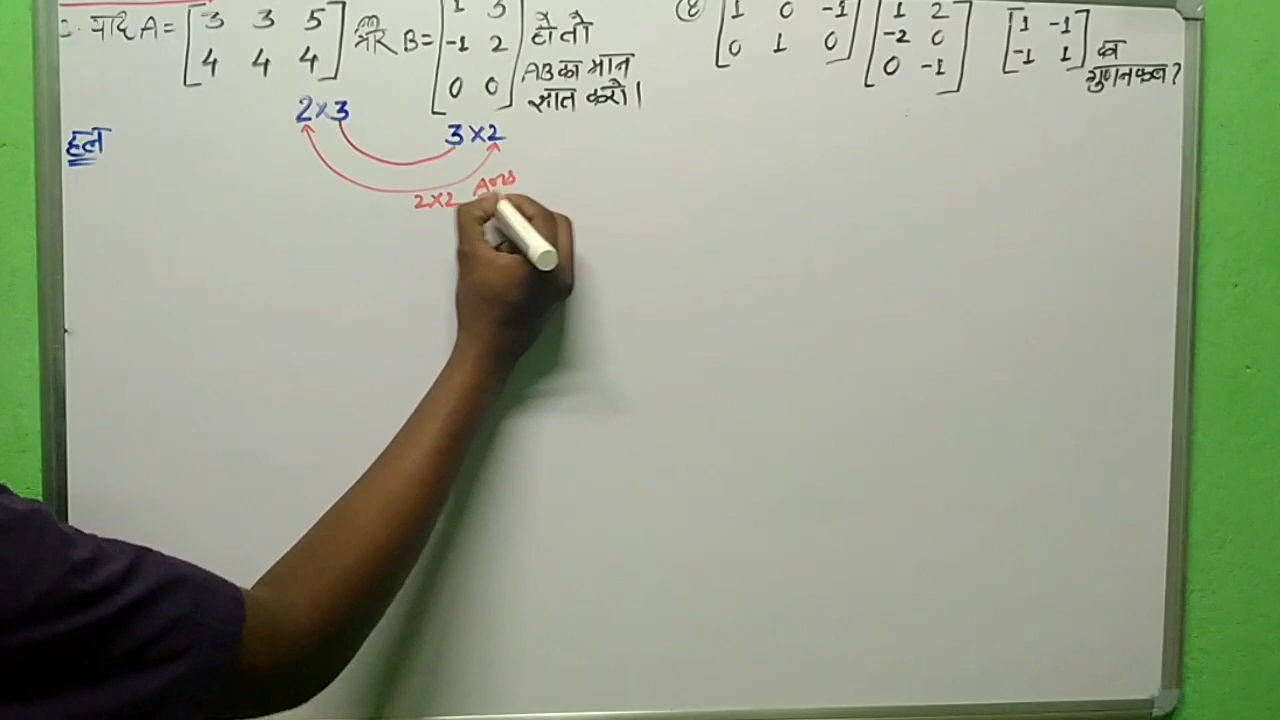 यदि A = [3 3 5
4 4 4] और B = [1 3
-1 2
0 0] हो तो
AB का मान
ज्ञात करो।
2×3
3×2
हल
2×2 Ans
[1 0 -1
0 1 0] [1 2
-2 0
0 -1] [1 -1
-1 1] का
गुणनफल?